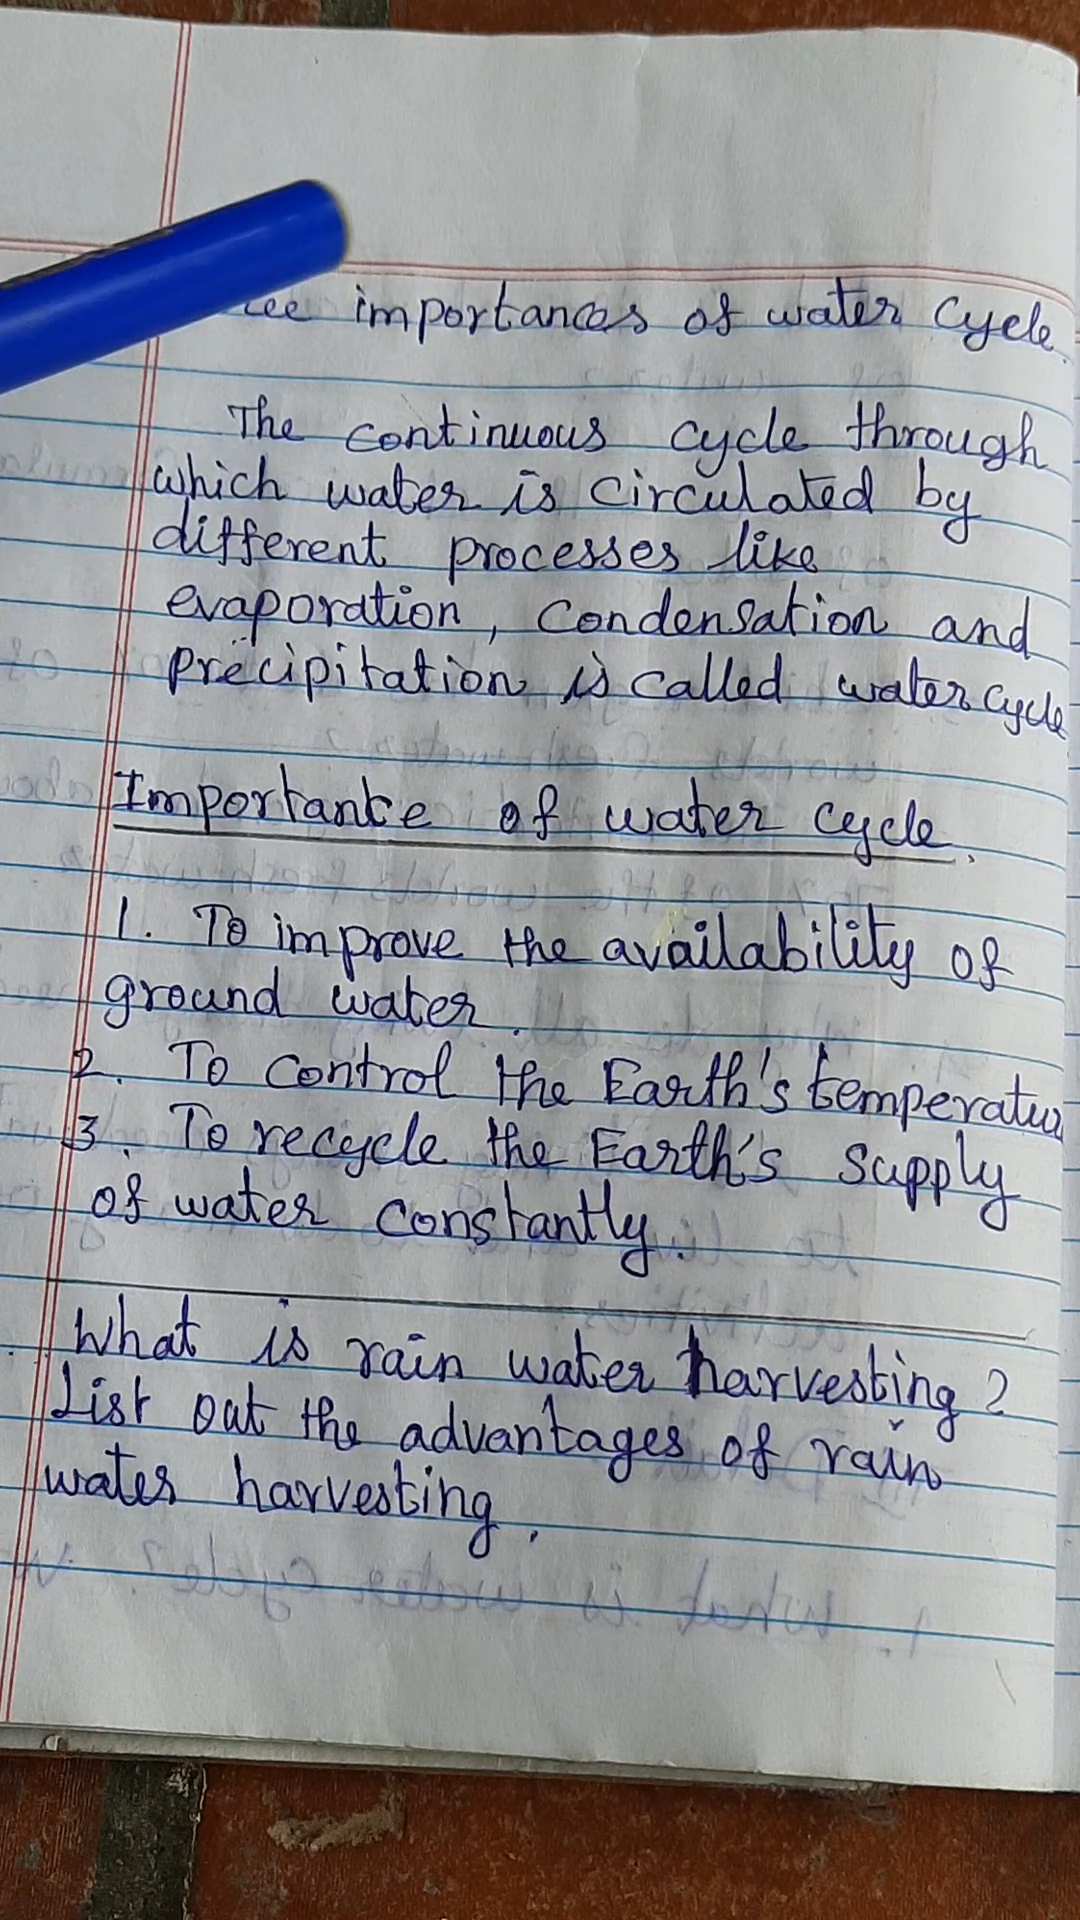 importances of water cycle.
The continuous cycle through
which water is circulated by
different processes like
evaporation, condensation and
precipitation is called water cycle
Importance of water cycle.
1. To improve the availability of
ground water.
2. To control the Earth's temperatu
3. To recycle the Earth's supply
of water constantly.
What is rain water harvesting?
List out the advantages of rain
water harvesting.